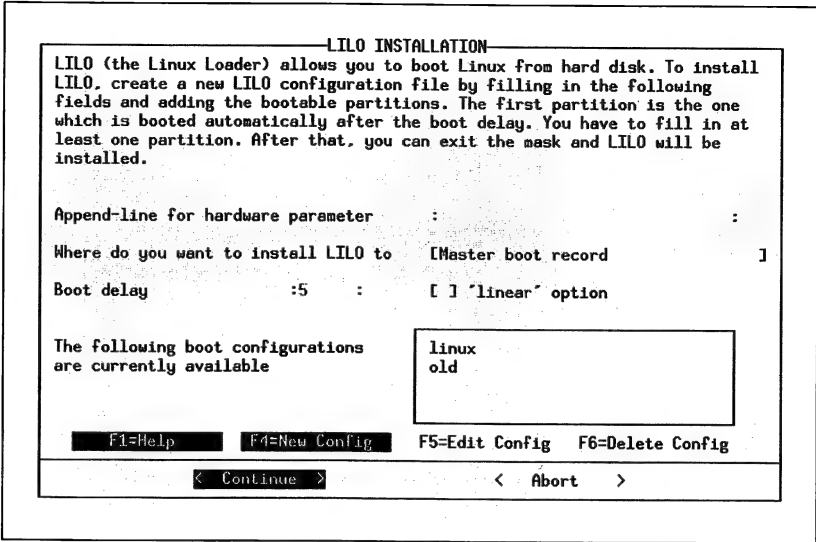 LILO INSTALLATION
LILO (the Linux Loader) allows you to boot Linux from hard disk. To install
LILO, create a new LILO configuration file by filling in the following
fields and adding the bootable partitions. The first partition is the one
which is booted automatically after the boot delay. You have to fill in at
least one partition. After that, you can exit the mask and LILO will be
installed.
Append-line for hardware parameter : :
Where do you want to install LILO to [Master boot record ]
Boot delay :5 : [ ] "linear" option
The following boot configurations linux
are currently available old
F1=Help F4=New Config F5=Edit Config F6=Delete Config
< Continue > < Abort >